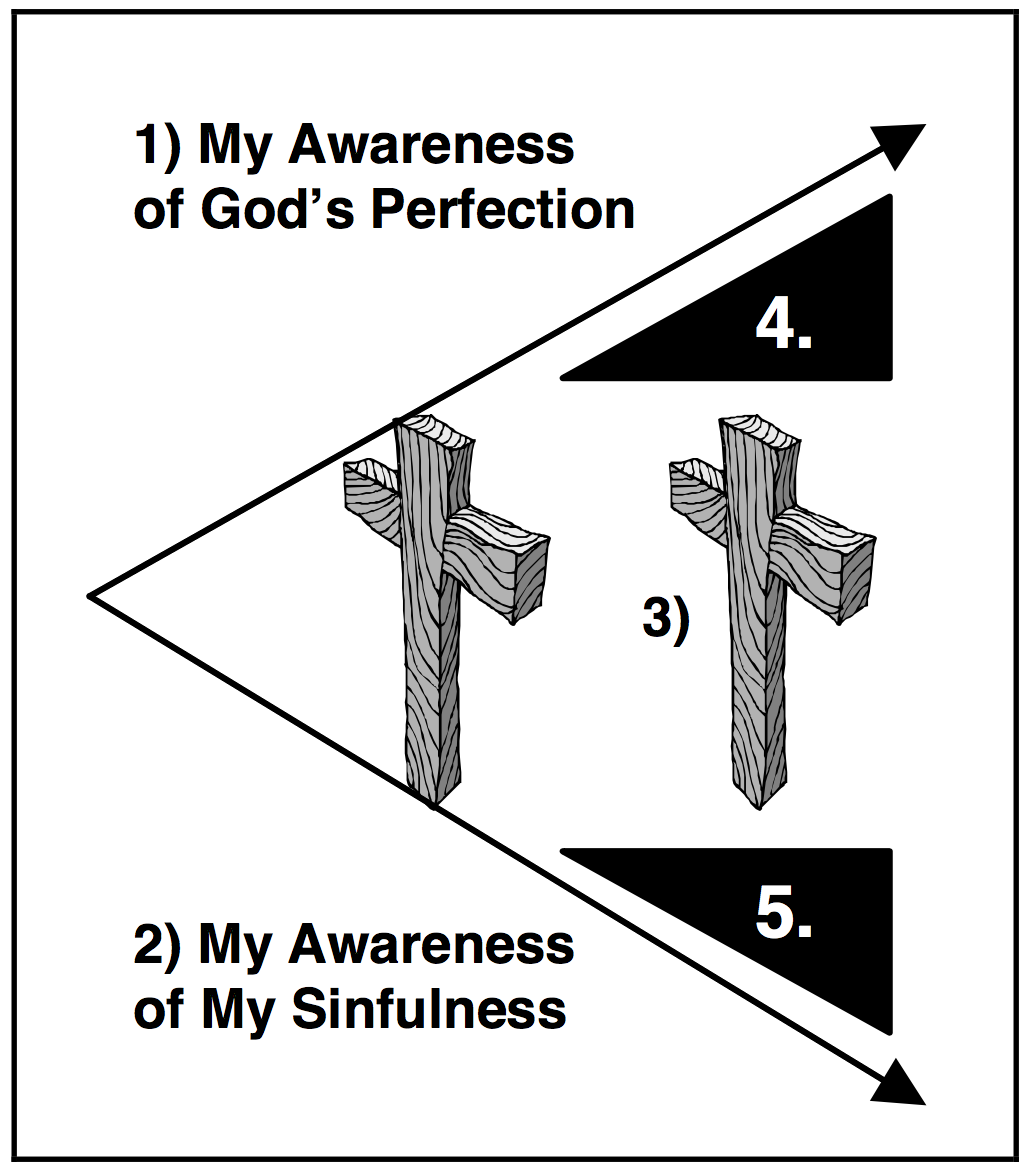 1) My Awareness
of God’s Perfection
4.
3)
5.
2) My Awareness
of My Sinfulness